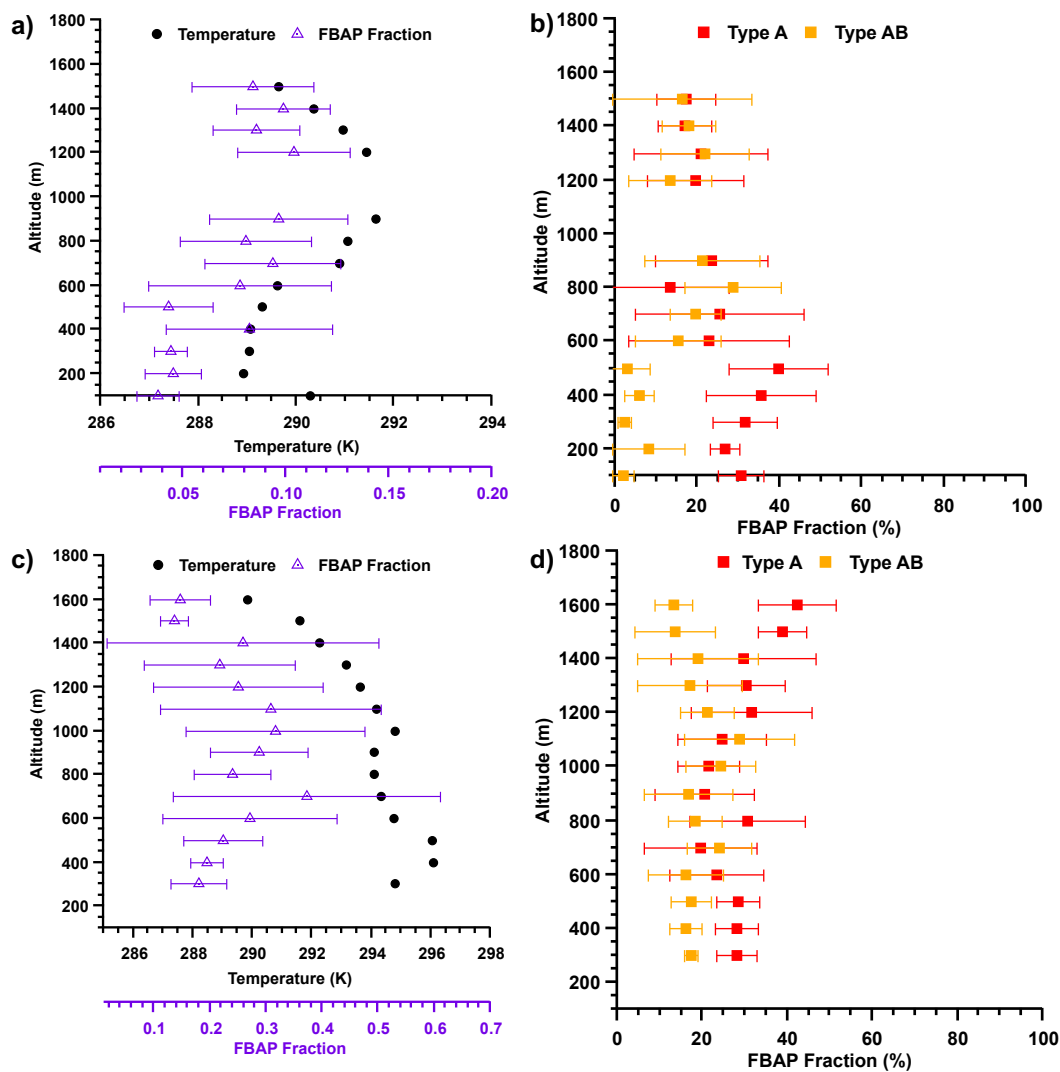 a)
Temperature FBAP Fraction
1800
1600
1400
1200
1000
800
600
400
200
Altitude (m)
286 288 290 292 294
Temperature (K)
0.05 0.10 0.15 0.20
FBAP Fraction
b)
Type A Type AB
1800
1600
1400
1200
1000
800
600
400
200
Altitude (m)
0 20 40 60 80 100
FBAP Fraction (%)
c)
Temperature FBAP Fraction
1800
1600
1400
1200
1000
800
600
400
200
Altitude (m)
286 288 290 292 294 296 298
Temperature (K)
0.1 0.2 0.3 0.4 0.5 0.6 0.7
FBAP Fraction
d)
Type A Type AB
1800
1600
1400
1200
1000
800
600
400
200
Altitude (m)
0 20 40 60 80 100
FBAP Fraction (%)